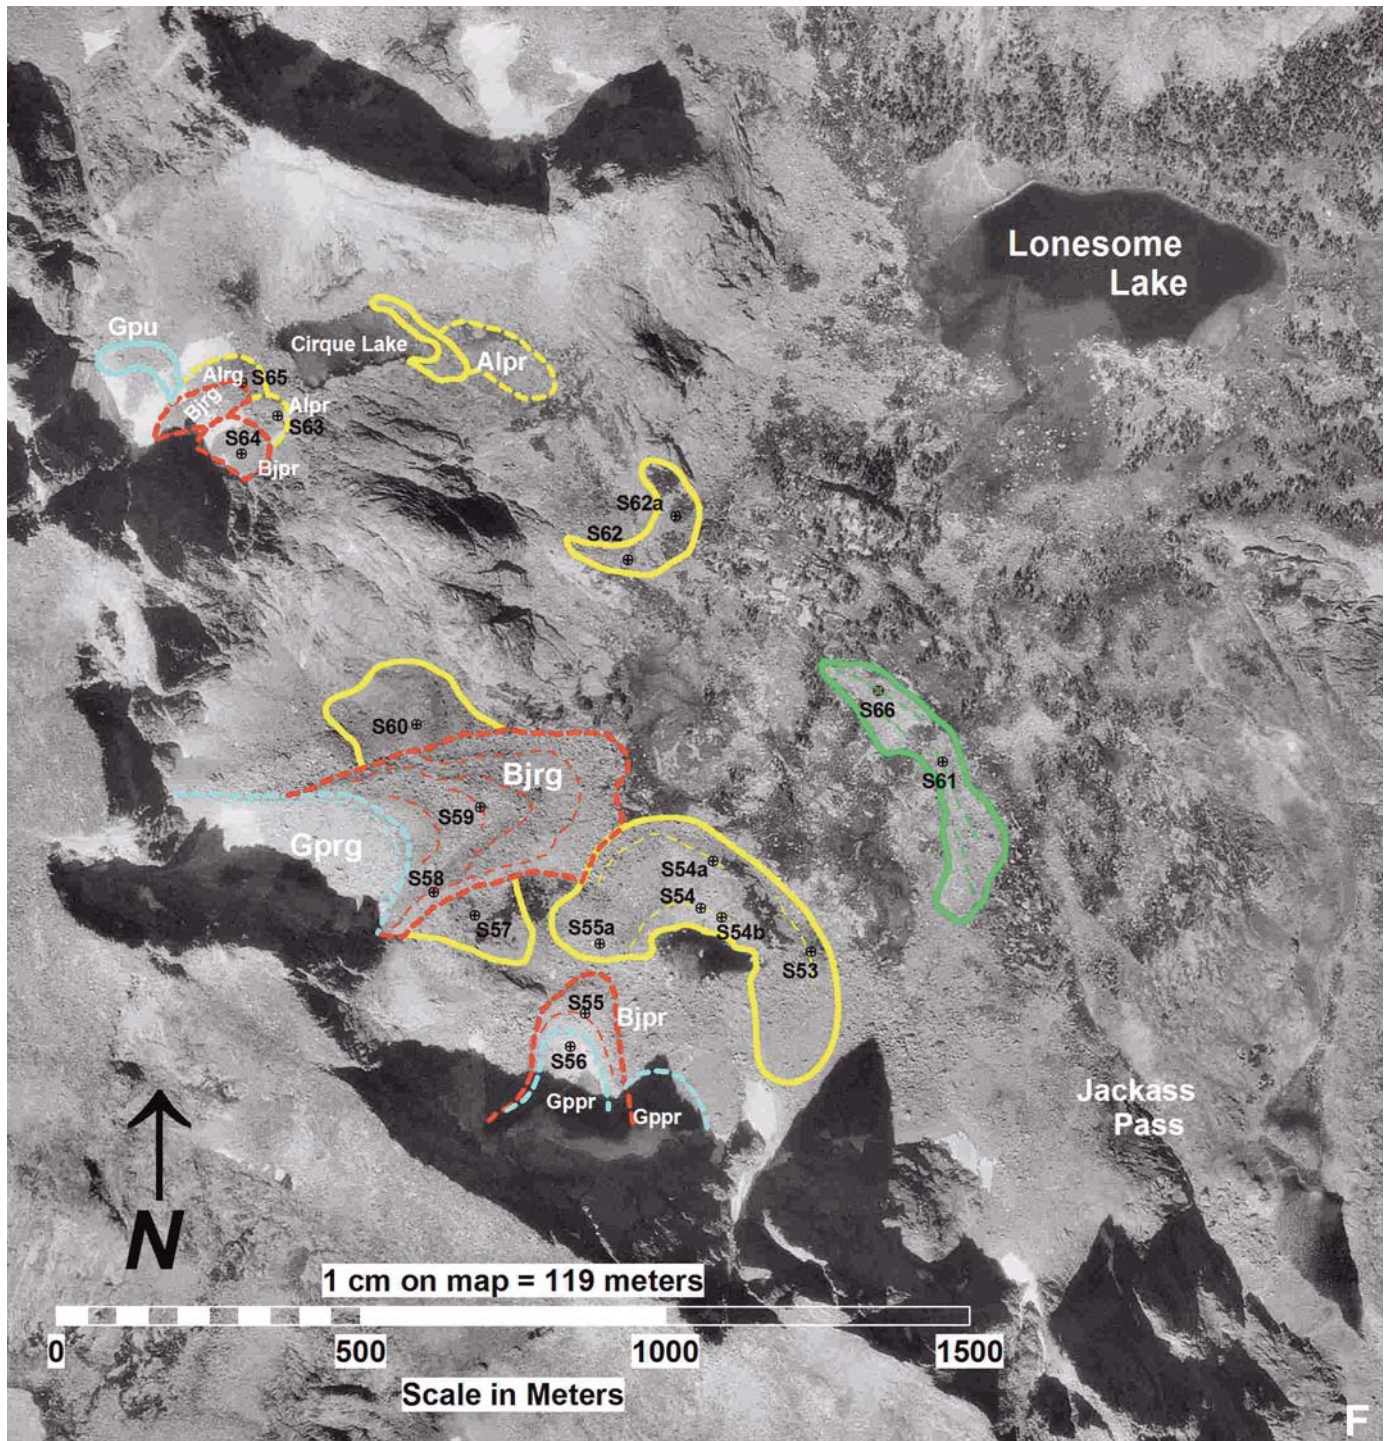 Lonesome
Lake
Gpu
Cirque Lake
Alpr
Alrg
S65
Bjrg
Alpr
S63
S64
Bjpr
S62a
S62
S66
S60
S61
Bjrg
S59
Gprg
S58
S54a
S54
S57
S54b
S55a
S53
S55
Bjpr
S56
Gppr
Gppr
Jackass
Pass
N
1 cm on map = 119 meters
0 500 1000 1500
Scale in Meters
F